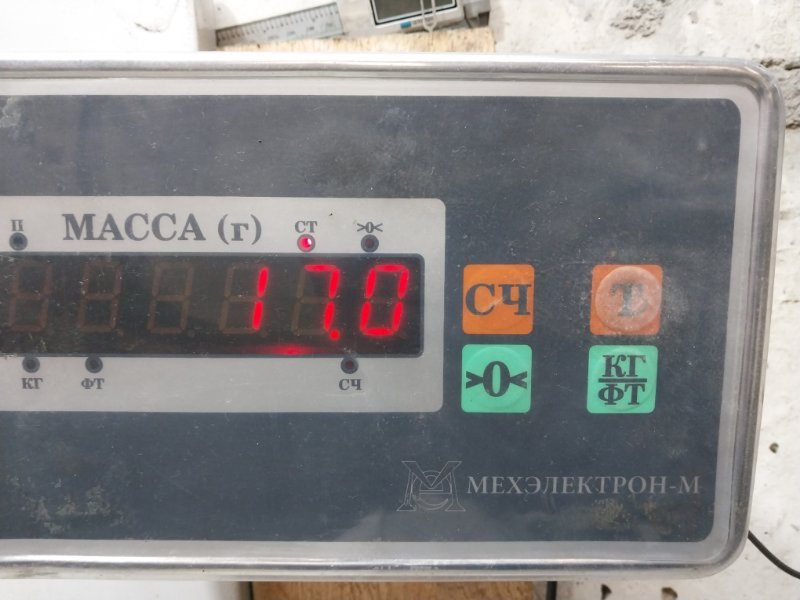 П МАССА (г) СТ >0<
17.0
КГ ФТ СЧ
СЧ Т
>0< КГ/ФТ
МЕХЭЛЕКТРОН-М